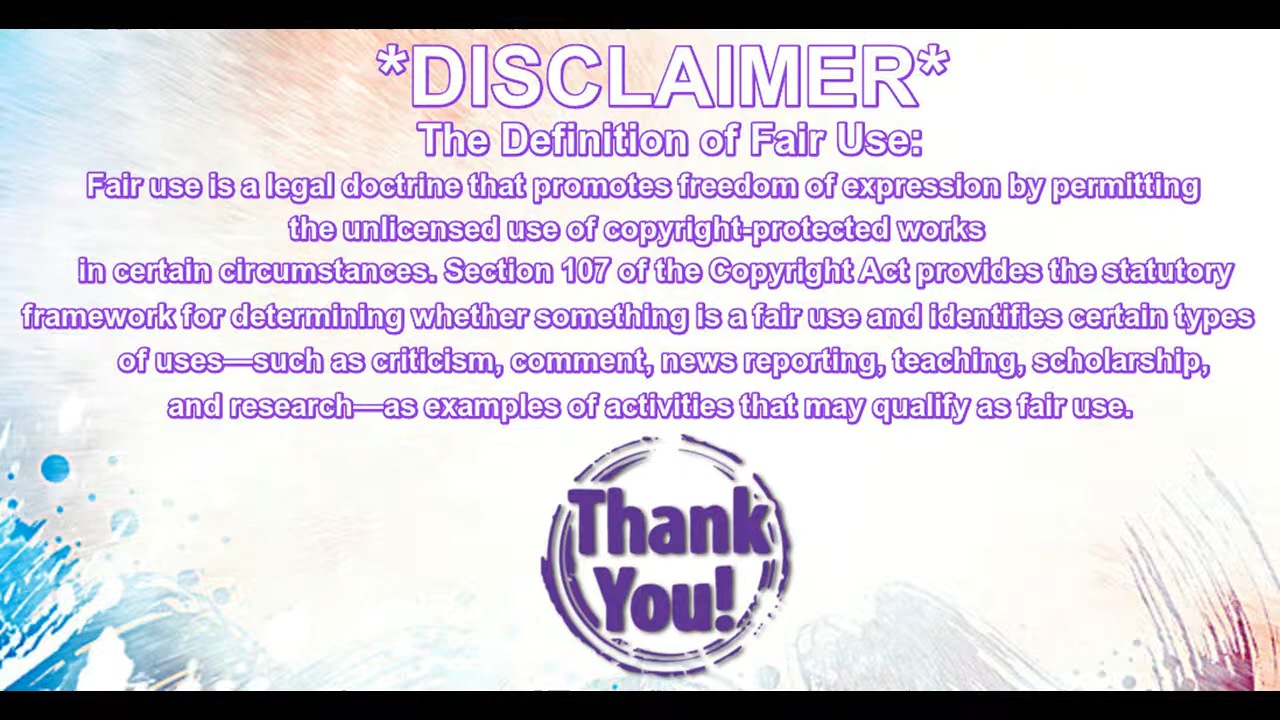 *DISCLAIMER*
The Definition of Fair Use:
Fair use is a legal doctrine that promotes freedom of expression by permitting
the unlicensed use of copyright-protected works
in certain circumstances. Section 107 of the Copyright Act provides the statutory
framework for determining whether something is a fair use and identifies certain types
of uses—such as criticism, comment, news reporting, teaching, scholarship,
and research—as examples of activities that may qualify as fair use.
Thank
You!